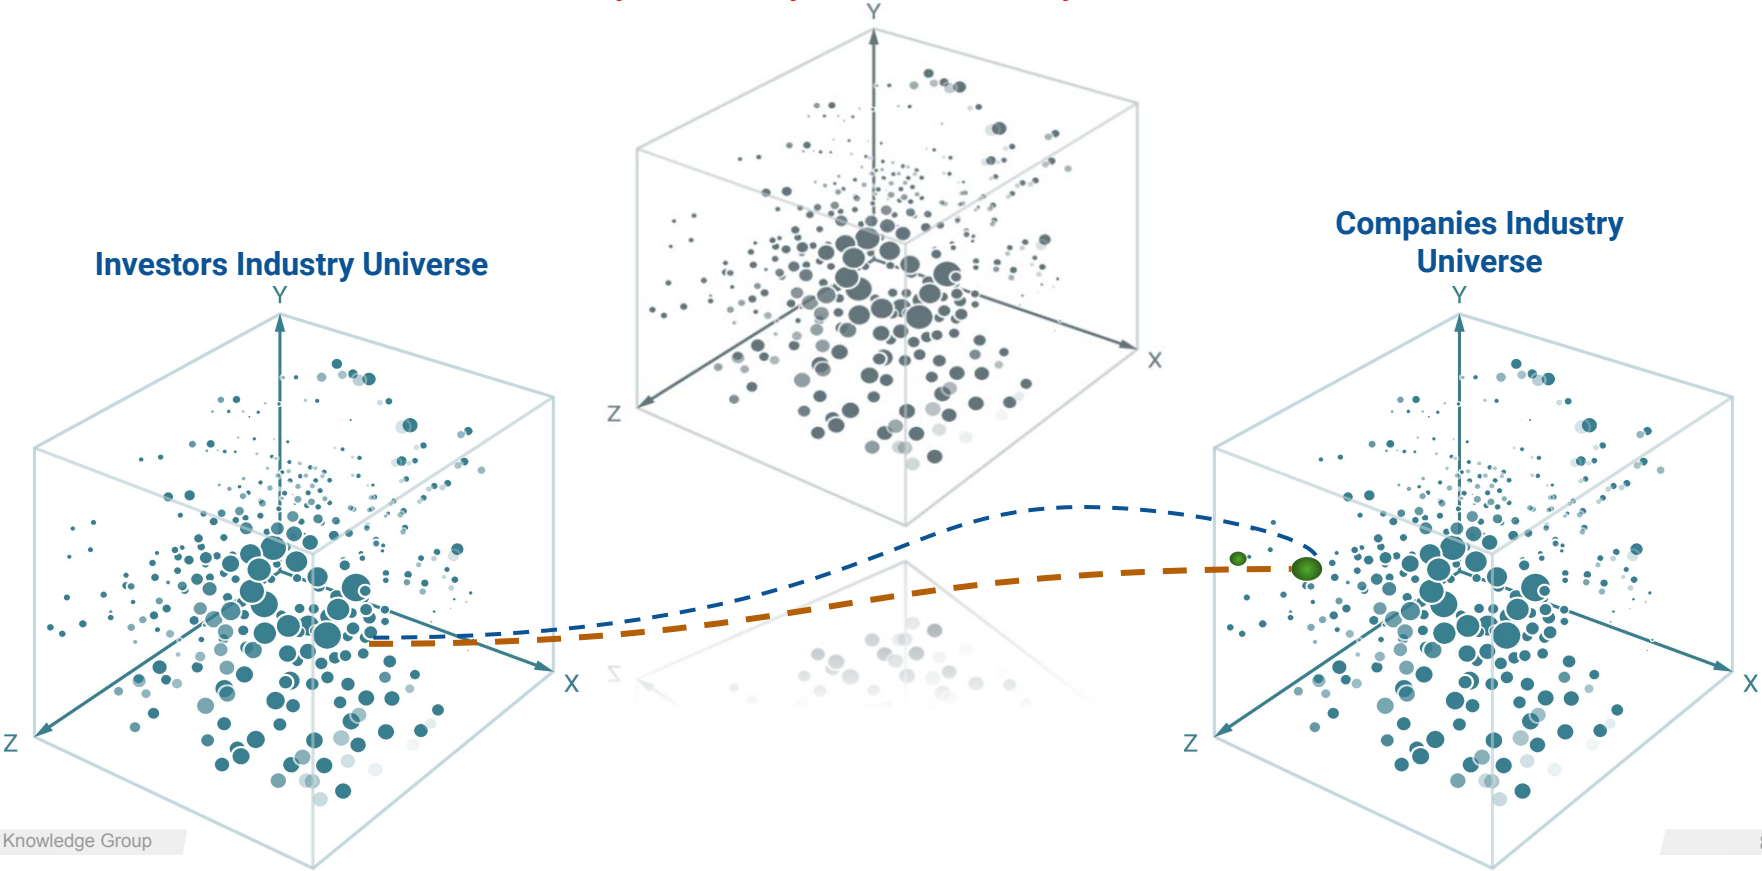 Y
X
Z
Investors Industry Universe
Y
X
Z
Companies Industry
Universe
Y
X
Z
Z
Knowledge Group